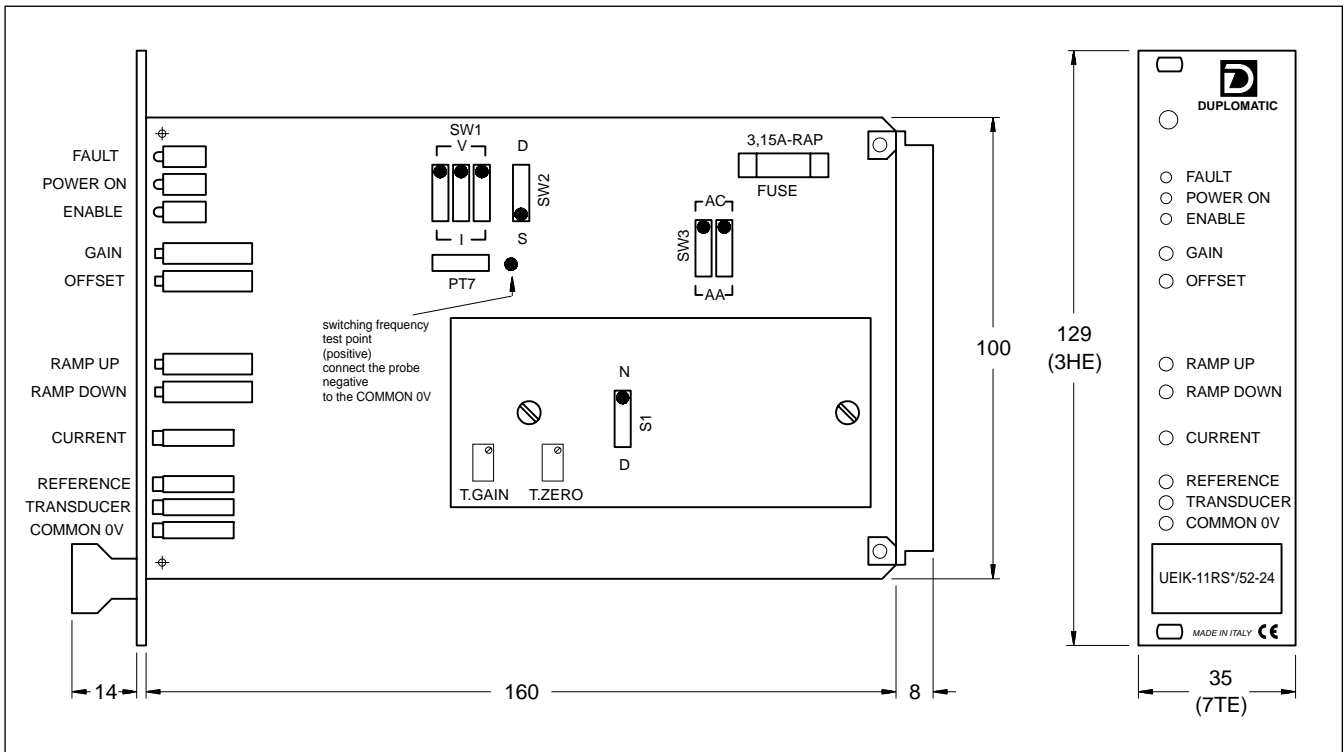 SW1
V
D
SW2
I
S
PT7
3,15A-RAP
FUSE
AC
SW3
AA
FAULT
POWER ON
ENABLE
GAIN
OFFSET
RAMP UP
RAMP DOWN
CURRENT
REFERENCE
TRANSDUCER
COMMON 0V
switching frequency
test point
(positive)
connect the probe
negative
to the COMMON 0V
N
S1
D
T.GAIN
T.ZERO
14
160
8
100
129
(3HE)
D
DUPLOMATIC
FAULT
POWER ON
ENABLE
GAIN
OFFSET
RAMP UP
RAMP DOWN
CURRENT
REFERENCE
TRANSDUCER
COMMON 0V
UEIK-11RS*/52-24
MADE IN ITALY CE
35
(7TE)